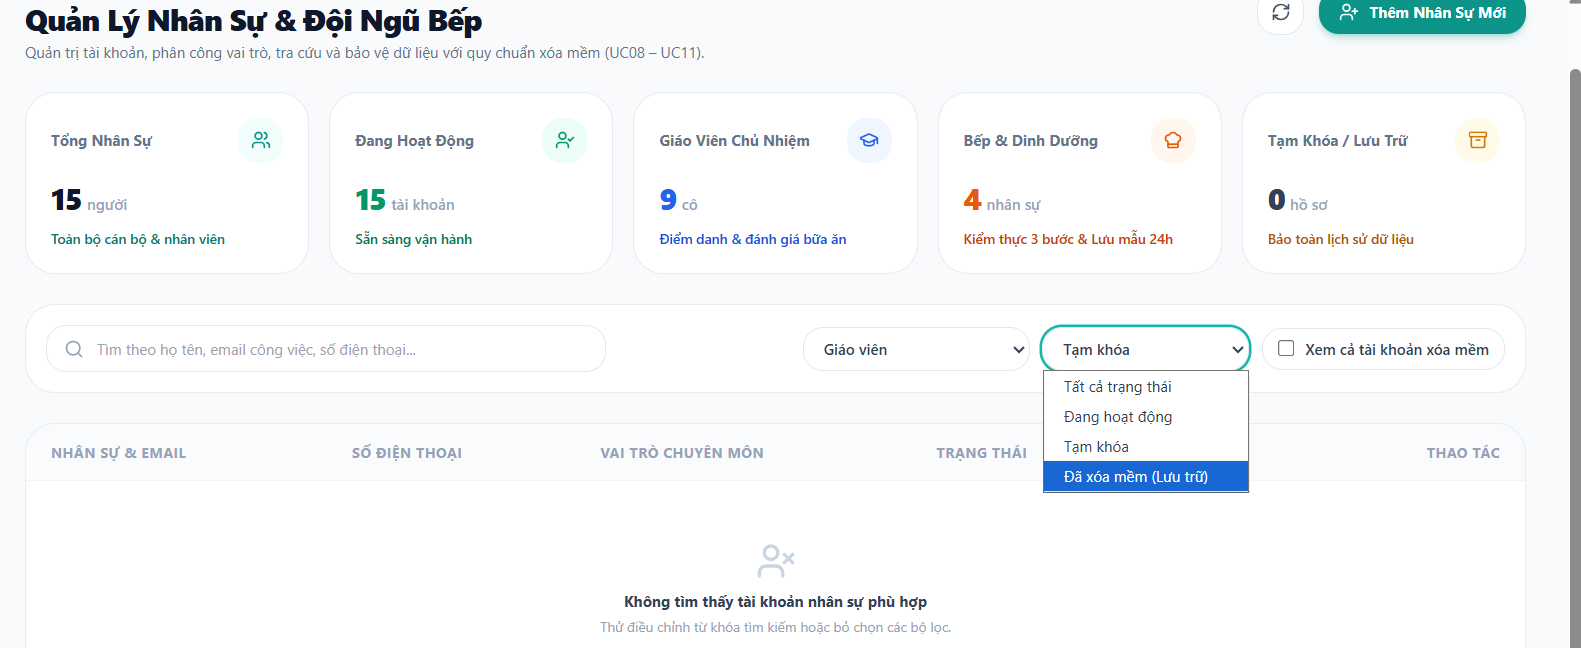 Quản Lý Nhân Sự & Đội Ngũ Bếp
Thêm Nhân Sự Mới
Quản trị tài khoản, phân công vai trò, tra cứu và bảo vệ dữ liệu với quy chuẩn xóa mềm (UC08 – UC11).
Tổng Nhân Sự
15 người
Toàn bộ cán bộ & nhân viên
Đang Hoạt Động
15 tài khoản
Sẵn sàng vận hành
Giáo Viên Chủ Nhiệm
9 cô
Điểm danh & đánh giá bữa ăn
Bếp & Dinh Dưỡng
4 nhân sự
Kiểm thực 3 bước & Lưu mẫu 24h
Tạm Khóa / Lưu Trữ
0 hồ sơ
Bảo toàn lịch sử dữ liệu
Tìm theo họ tên, email công việc, số điện thoại...
Giáo viên
Tạm khóa
Xem cả tài khoản xóa mềm
Tất cả trạng thái
Đang hoạt động
Tạm khóa
Đã xóa mềm (Lưu trữ)
NHÂN SỰ & EMAIL
SỐ ĐIỆN THOẠI
VAI TRÒ CHUYÊN MÔN
TRẠNG THÁI
THAO TÁC
Không tìm thấy tài khoản nhân sự phù hợp
Thử điều chỉnh từ khóa tìm kiếm hoặc bỏ chọn các bộ lọc.